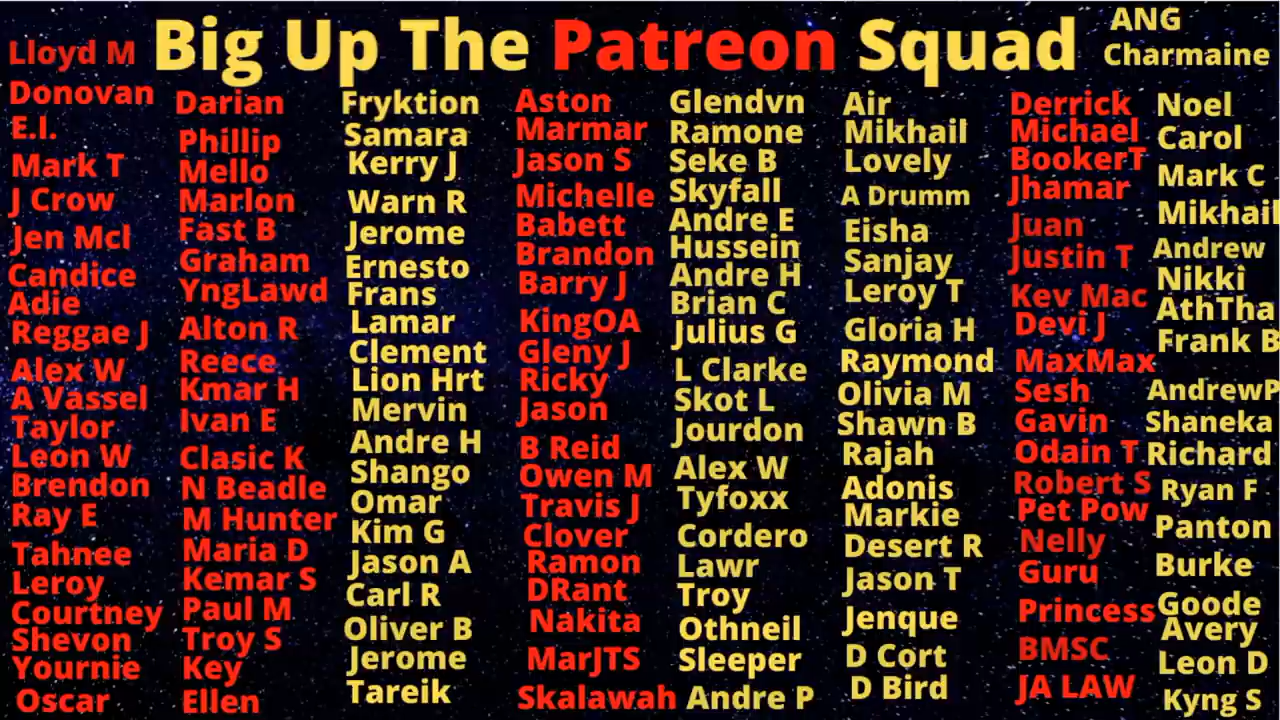 Big Up The Patreon Squad
Lloyd M
Donovan
E.I.
Mark T
J Crow
Jen Mcl
Candice
Adie
Reggae J
Alex W
A Vassel
Taylor
Leon W
Brendon
Ray E
Tahnee
Leroy
Courtney
Shevon
Yournie
Oscar
Darian
Phillip
Mello
Marlon
Fast B
Graham
YngLawd
Alton R
Reece
Kmar H
Ivan E
Clasic K
N Beadle
M Hunter
Maria D
Kemar S
Paul M
Troy S
Key
Ellen
Fryktion
Samara
Kerry J
Warn R
Jerome
Ernesto
Frans
Lamar
Clement
Lion Hrt
Mervin
Andre H
Shango
Omar
Kim G
Jason A
Carl R
Oliver B
Jerome
Tareik
Aston
Marmar
Jason S
Michelle
Babett
Brandon
Barry J
KingOA
Gleny J
Ricky
Jason
B Reid
Owen M
Travis J
Clover
Ramon
DRant
Nakita
MarJTS
Skalawah
Glendvn
Ramone
Seke B
Skyfall
Andre E
Hussein
Andre H
Brian C
Julius G
L Clarke
Skot L
Jourdon
Alex W
Tyfoxx
Cordero
Lawr
Troy
Othneil
Sleeper
Andre P
Air
Mikhail
Lovely
A Drumm
Eisha
Sanjay
Leroy T
Gloria H
Raymond
Olivia M
Shawn B
Rajah
Adonis
Markie
Desert R
Jason T
Jenque
D Cort
D Bird
Derrick
Michael
BookerT
Jhamar
Juan
Justin T
Kev Mac
Devi J
MaxMax
Sesh
Gavin
Odain T
Robert S
Pet Pow
Nelly
Guru
Princess
BMSC
JA LAW
ANG
Charmaine
Noel
Carol
Mark C
Mikhail
Andrew
Nikki
AthTha
Frank B
AndrewP
Shaneka
Richard
Ryan F
Panton
Burke
Goode
Avery
Leon D
Kyng S